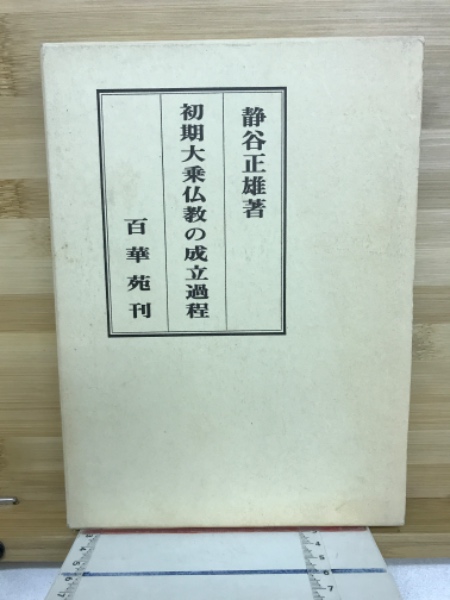 静谷正雄著
初期大乗仏教の成立過程
百華苑刊